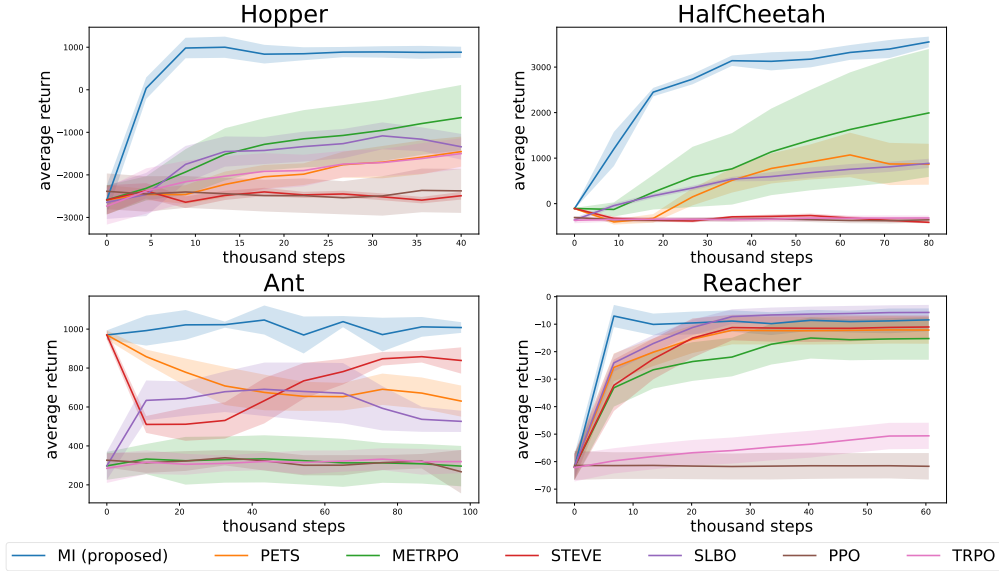 Hopper
1000
0
−1000
−2000
−3000
average return
0 5 10 15 20 25 30 35 40
thousand steps
HalfCheetah
3000
2000
1000
0
average return
0 10 20 30 40 50 60 70 80
thousand steps
Ant
1000
800
600
400
200
average return
0 20 40 60 80 100
thousand steps
Reacher
0
−10
−20
−30
−40
−50
−60
−70
average return
0 10 20 30 40 50 60
thousand steps
MI (proposed) PETS METRPO STEVE SLBO PPO TRPO